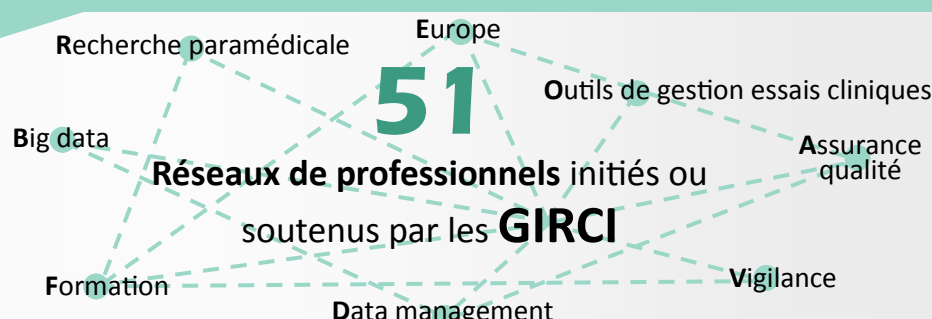 Europe
Recherche paramédicale
51
Outils de gestion essais cliniques
Big data
Assurance
qualité
Réseaux de professionnels initiés ou
soutenus par les GIRCI
Formation
Vigilance
Data management